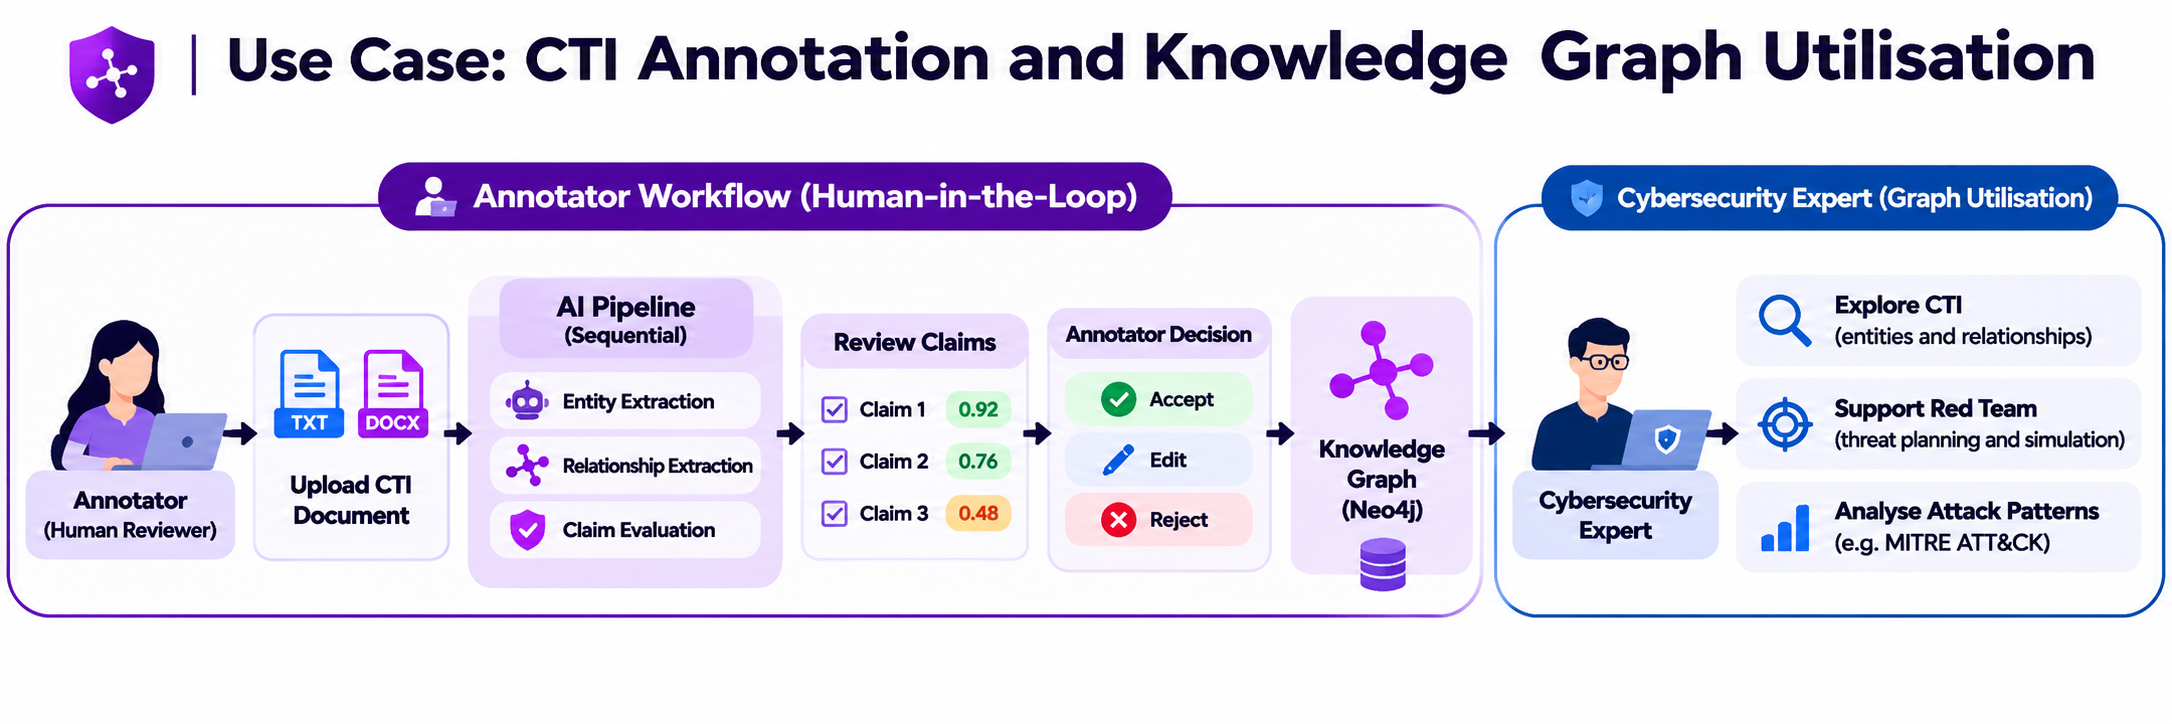 Use Case: CTI Annotation and Knowledge Graph Utilisation
Annotator Workflow (Human-in-the-Loop)
Annotator
(Human Reviewer)
TXT
DOCX
Upload CTI
Document
AI Pipeline
(Sequential)
Entity Extraction
Relationship Extraction
Claim Evaluation
Review Claims
Claim 1 0.92
Claim 2 0.76
Claim 3 0.48
Annotator Decision
Accept
Edit
Reject
Knowledge
Graph
(Neo4j)
Cybersecurity Expert (Graph Utilisation)
Cybersecurity
Expert
Explore CTI
(entities and relationships)
Support Red Team
(threat planning and simulation)
Analyse Attack Patterns
(e.g. MITRE ATT&CK)